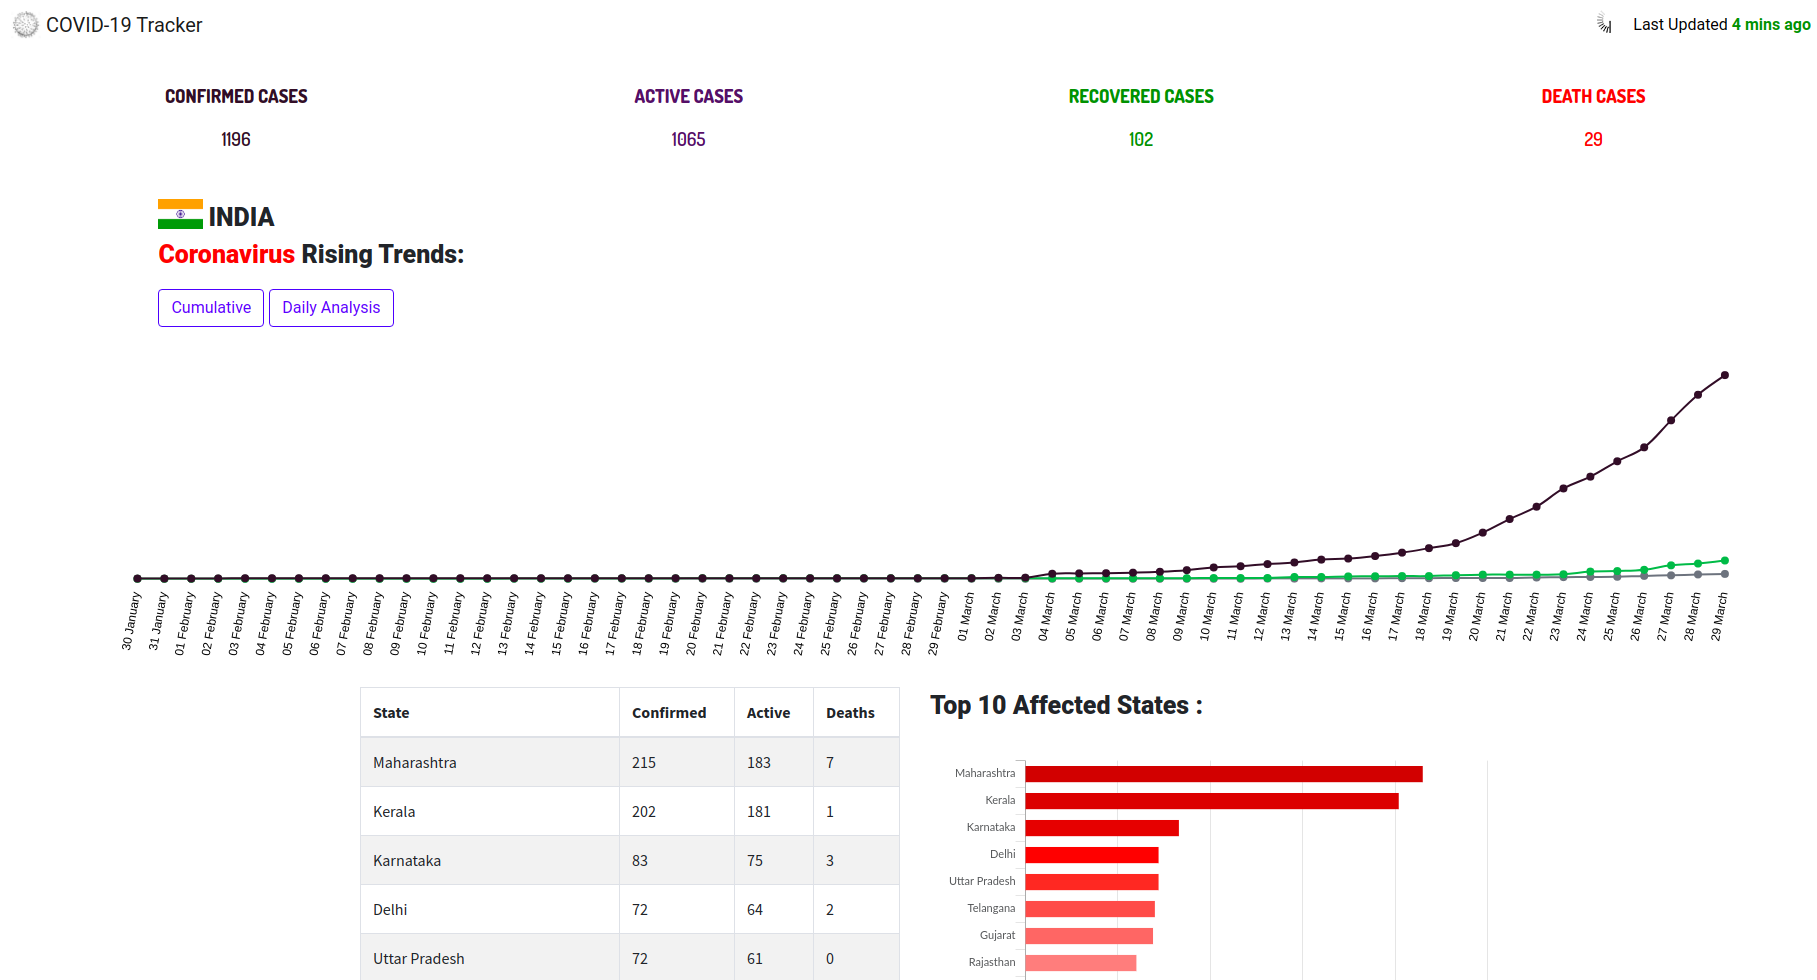 COVID-19 Tracker
Last Updated 4 mins ago
CONFIRMED CASES
ACTIVE CASES
RECOVERED CASES
DEATH CASES
1196
1065
102
29
INDIA
Coronavirus Rising Trends:
Cumulative
Daily Analysis
30 January
31 January
01 February
02 February
03 February
04 February
05 February
06 February
07 February
08 February
09 February
10 February
11 February
12 February
13 February
14 February
15 February
16 February
17 February
18 February
19 February
20 February
21 February
22 February
23 February
24 February
25 February
26 February
27 February
28 February
29 February
01 March
02 March
03 March
04 March
05 March
06 March
07 March
08 March
09 March
10 March
11 March
12 March
13 March
14 March
15 March
16 March
17 March
18 March
19 March
20 March
21 March
22 March
23 March
24 March
25 March
26 March
27 March
28 March
29 March
State Confirmed Active Deaths
Maharashtra 215 183 7
Kerala 202 181 1
Karnataka 83 75 3
Delhi 72 64 2
Uttar Pradesh 72 61 0
Top 10 Affected States :
Maharashtra
Kerala
Karnataka
Delhi
Uttar Pradesh
Telangana
Gujarat
Rajasthan